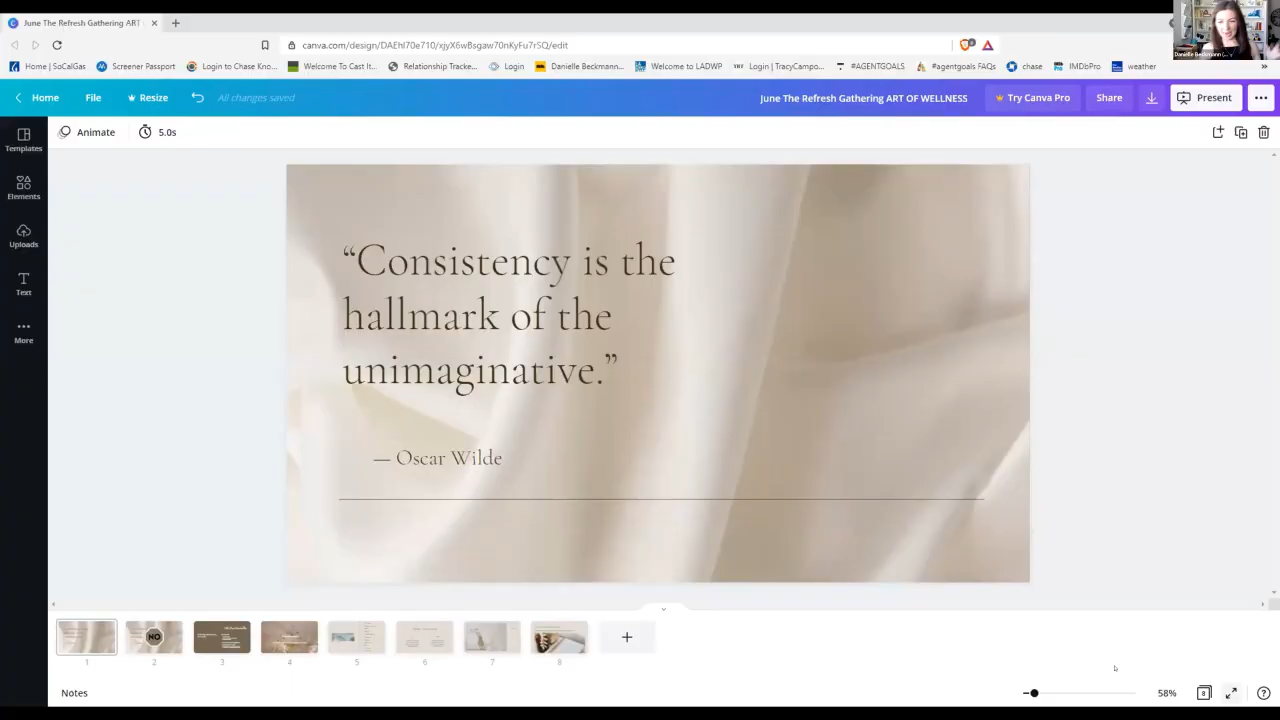 June The Refresh Gathering ART
canva.com/design/DAEhI70e710/xjyX6wBsgaw70nKyFu7rSQ/edit
Home | SoCalGas
Screener Passport
Login to Chase Kno...
Welcome To Cast It...
Relationship Tracke...
Login
Danielle Beckmann...
Welcome to LADWP
Login | TracyCampo...
#AGENTGOALS
#agentgoals FAQs
chase
IMDbPro
weather
Danielle Beckmann
Home
File
Resize
All changes saved
June The Refresh Gathering ART OF WELLNESS
Try Canva Pro
Share
Present
Animate
5.0s
Templates
Elements
Uploads
Text
More
“Consistency is the
hallmark of the
unimaginative.”
— Oscar Wilde
NO
1
2
3
4
5
6
7
8
Notes
58%
8